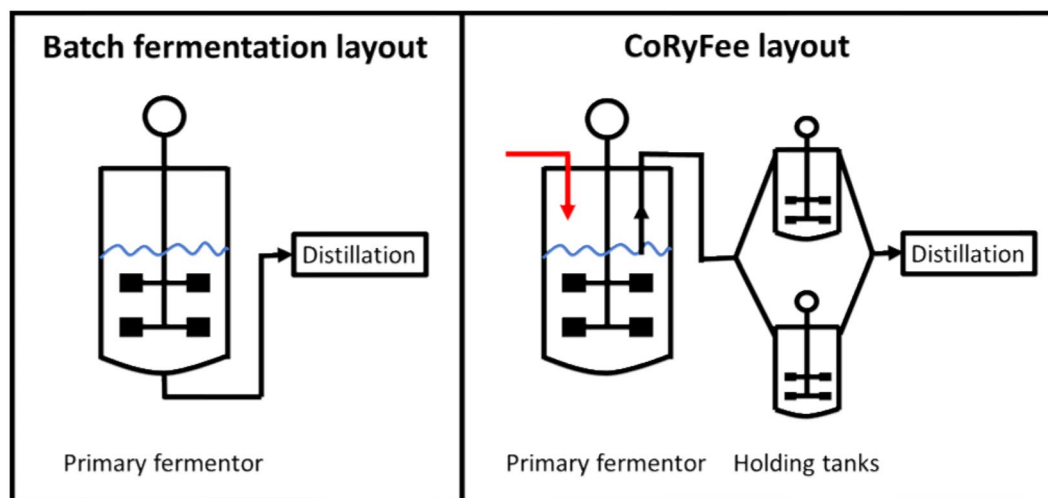 Batch fermentation layout
Distillation
Primary fermentor
CoRyFee layout
Distillation
Primary fermentor
Holding tanks